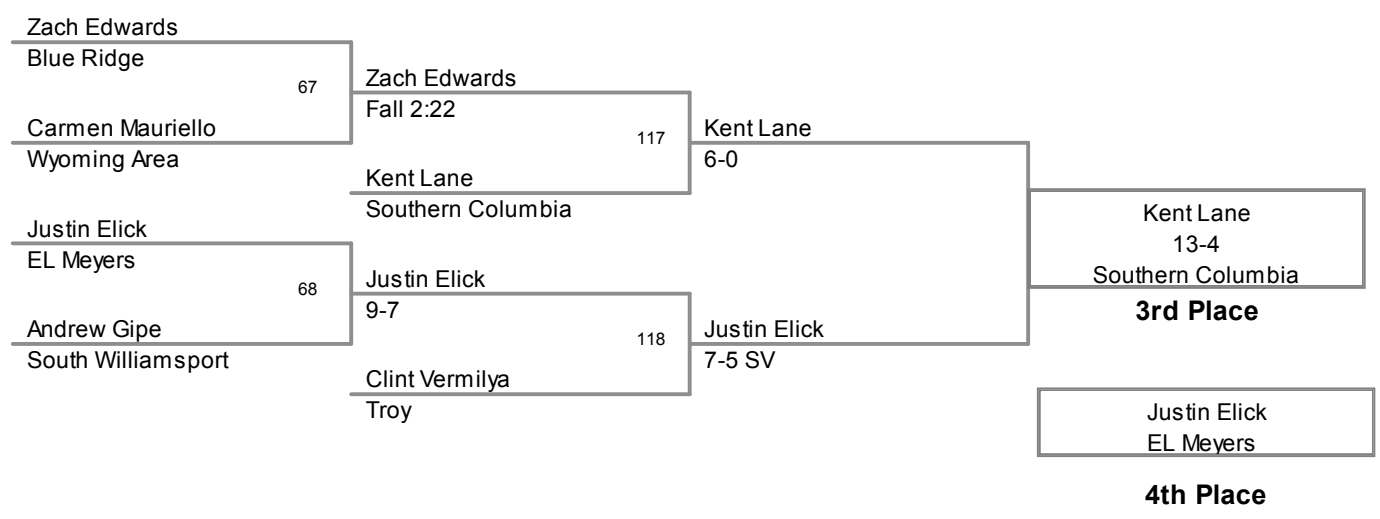 Zach Edwards
Blue Ridge
67
Carmen Mauriello
Wyoming Area
Justin Elick
EL Meyers
68
Andrew Gipe
South Williamsport
Zach Edwards
Fall 2:22
117
Kent Lane
Southern Columbia
Justin Elick
9-7
118
Clint Vermilya
Troy
Kent Lane
6-0
Justin Elick
7-5 SV
Kent Lane
13-4
Southern Columbia
3rd Place
Justin Elick
EL Meyers
4th Place